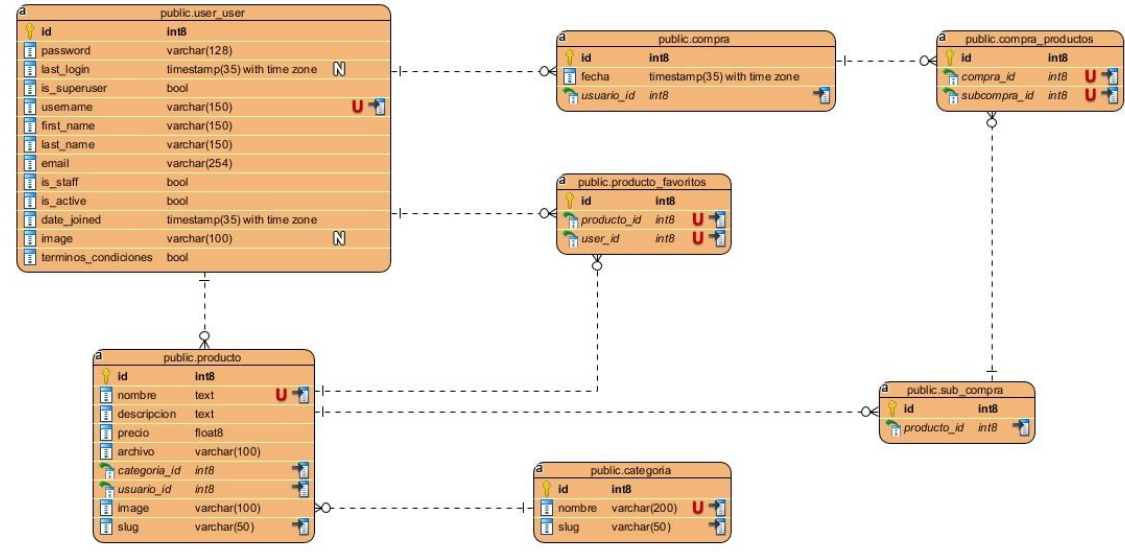 a public.user_user
id int8
password varchar(128)
last_login timestamp(35) with time zone N
is_superuser bool
username varchar(150) U
first_name varchar(150)
last_name varchar(150)
email varchar(254)
is_staff bool
is_active bool
date_joined timestamp(35) with time zone
image varchar(100) N
terminos_condiciones bool
a public.compra
id int8
fecha timestamp(35) with time zone
usuario_id int8
a public.compra_productos
id int8
compra_id int8 U
subcompra_id int8 U
a public.producto_favoritos
id int8
producto_id int8 U
user_id int8 U
a public.producto
id int8
nombre text U
descripcion text
precio float8
archivo varchar(100)
categoria_id int8
usuario_id int8
image varchar(100)
slug varchar(50)
a public.sub_compra
id int8
producto_id int8
a public.categoria
id int8
nombre varchar(200) U
slug varchar(50)